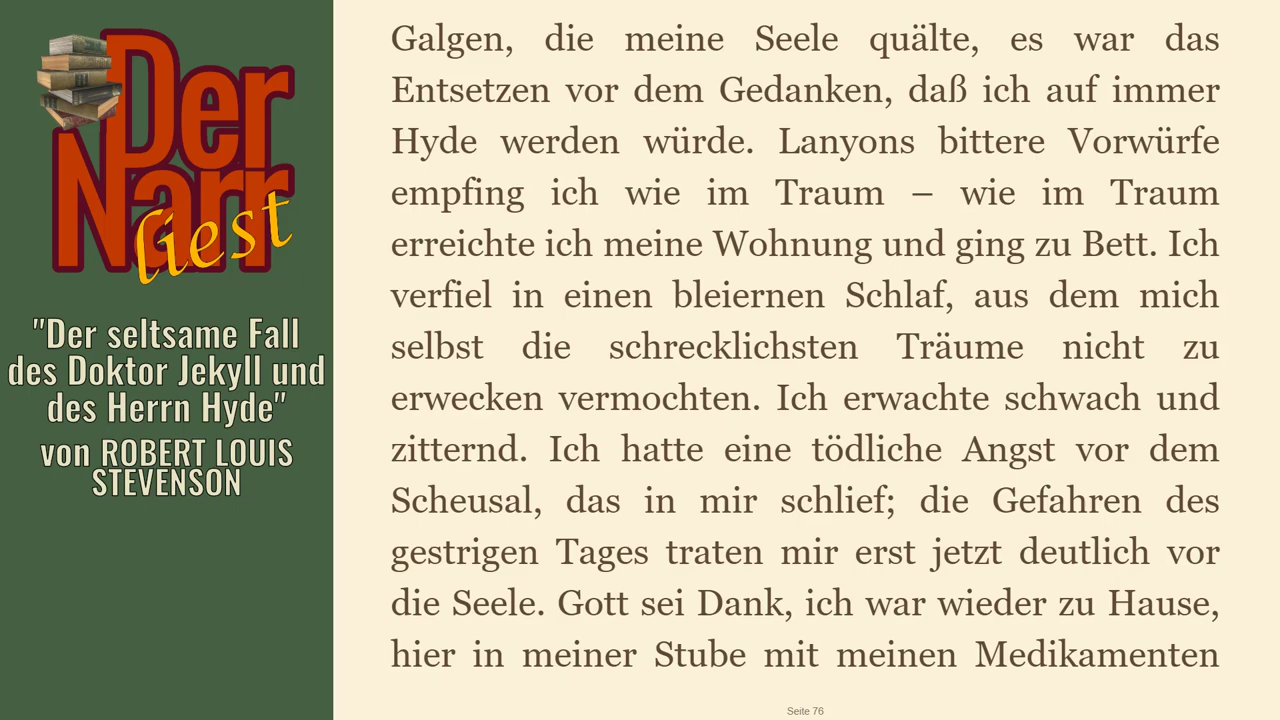 Der
Narr
liest
"Der seltsame Fall
des Doktor Jekyll und
des Herrn Hyde"
von ROBERT LOUIS
STEVENSON
Galgen, die meine Seele quälte, es war das
Entsetzen vor dem Gedanken, daß ich auf immer
Hyde werden würde. Lanyons bittere Vorwürfe
empfing ich wie im Traum – wie im Traum
erreichte ich meine Wohnung und ging zu Bett. Ich
verfiel in einen bleiernen Schlaf, aus dem mich
selbst die schrecklichsten Träume nicht zu
erwecken vermochten. Ich erwachte schwach und
zitternd. Ich hatte eine tödliche Angst vor dem
Scheusal, das in mir schlief; die Gefahren des
gestrigen Tages traten mir erst jetzt deutlich vor
die Seele. Gott sei Dank, ich war wieder zu Hause,
hier in meiner Stube mit meinen Medikamenten
Seite 76